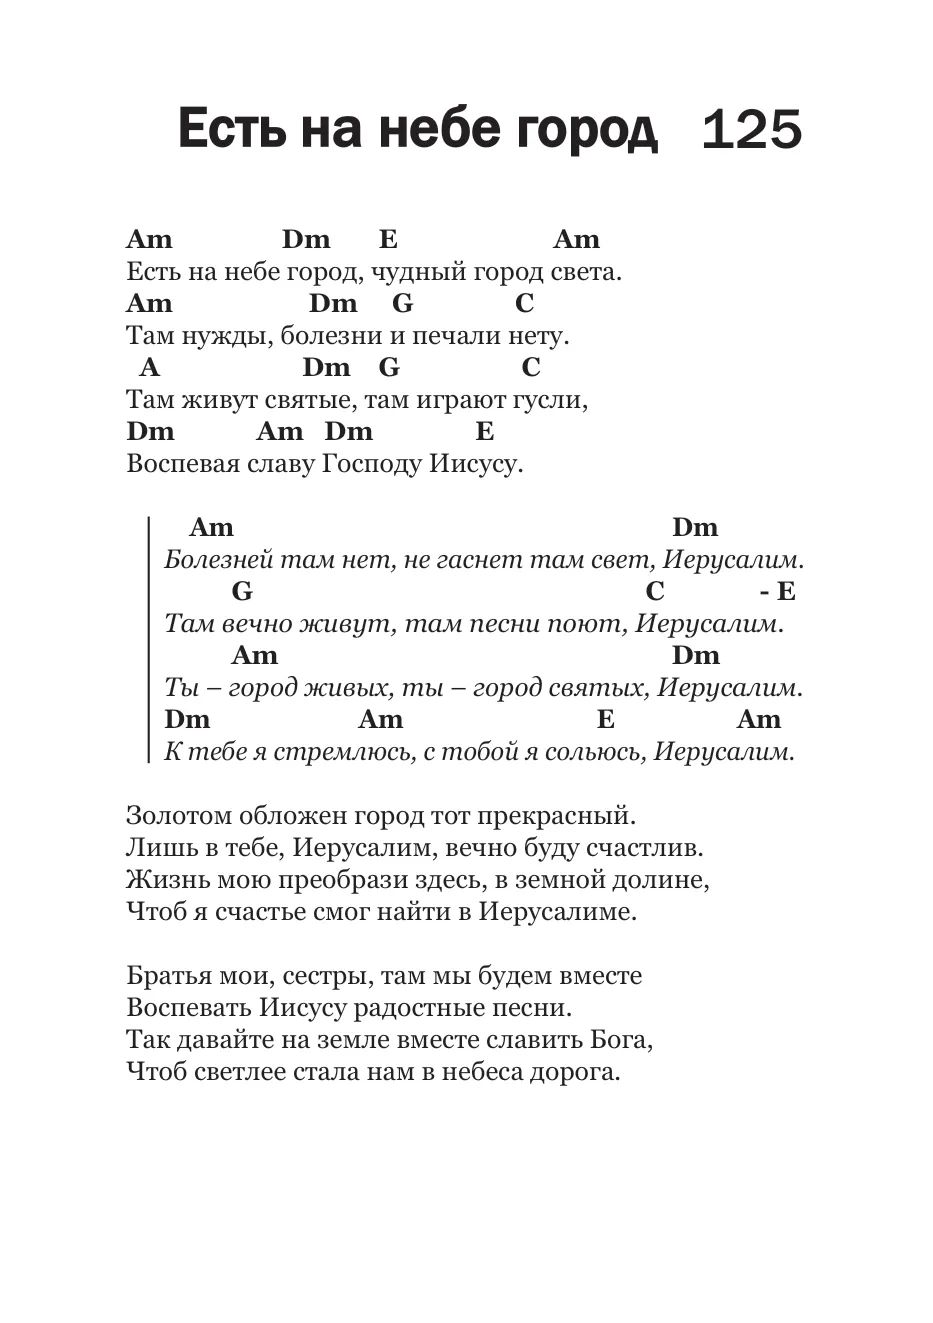 Есть на небе город 125
Am Dm E Am
Есть на небе город, чудный город света.
Am Dm G C
Там нужды, болезни и печали нету.
A Dm G C
Там живут святые, там играют гусли,
Dm Am Dm E
Воспевая славу Господу Иисусу.
Am Dm
Болезней там нет, не гаснет там свет, Иерусалим.
G C - E
Там вечно живут, там песни поют, Иерусалим.
Am Dm
Ты – город живых, ты – город святых, Иерусалим.
Dm Am E Am
К тебе я стремлюсь, с тобой я сольюсь, Иерусалим.
Золотом обложен город тот прекрасный.
Лишь в тебе, Иерусалим, вечно буду счастлив.
Жизнь мою преобрази здесь, в земной долине,
Чтоб я счастье смог найти в Иерусалиме.
Братья мои, сестры, там мы будем вместе
Воспевать Иисусу радостные песни.
Так давайте на земле вместе славить Бога,
Чтоб светлее стала нам в небеса дорога.